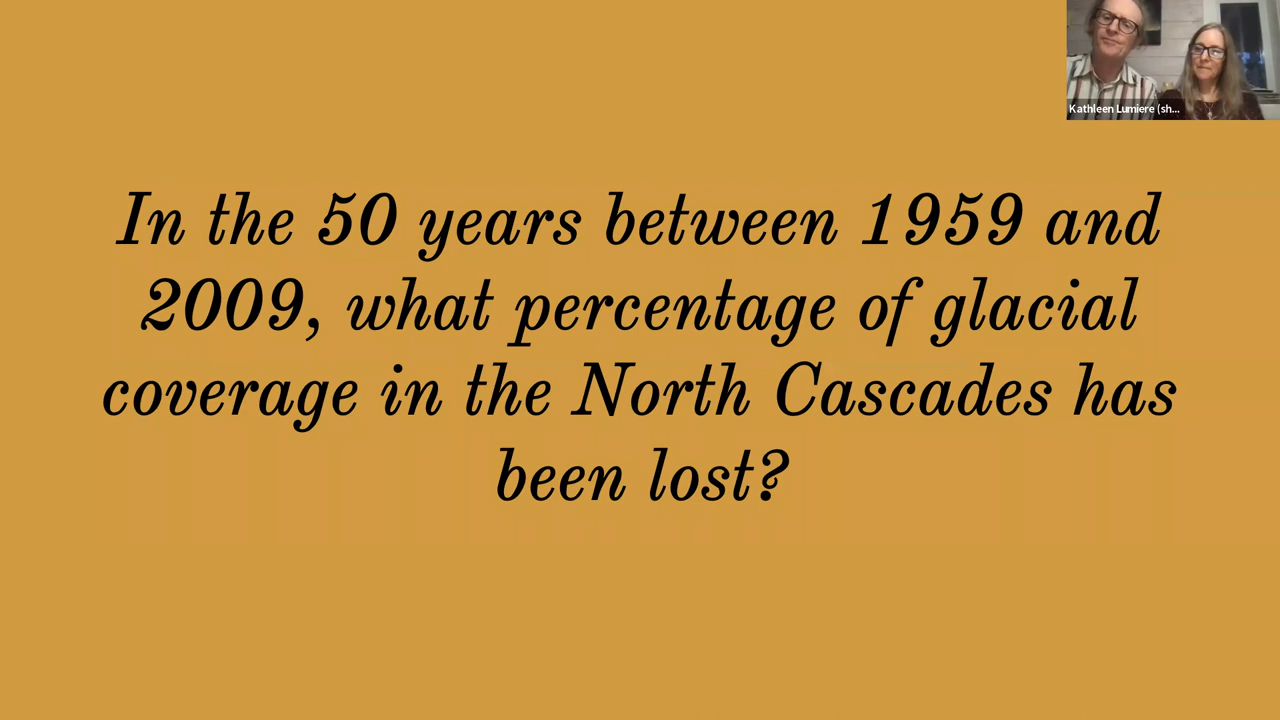 Kathleen Lumiere (sh...
In the 50 years between 1959 and
2009, what percentage of glacial
coverage in the North Cascades has
been lost?